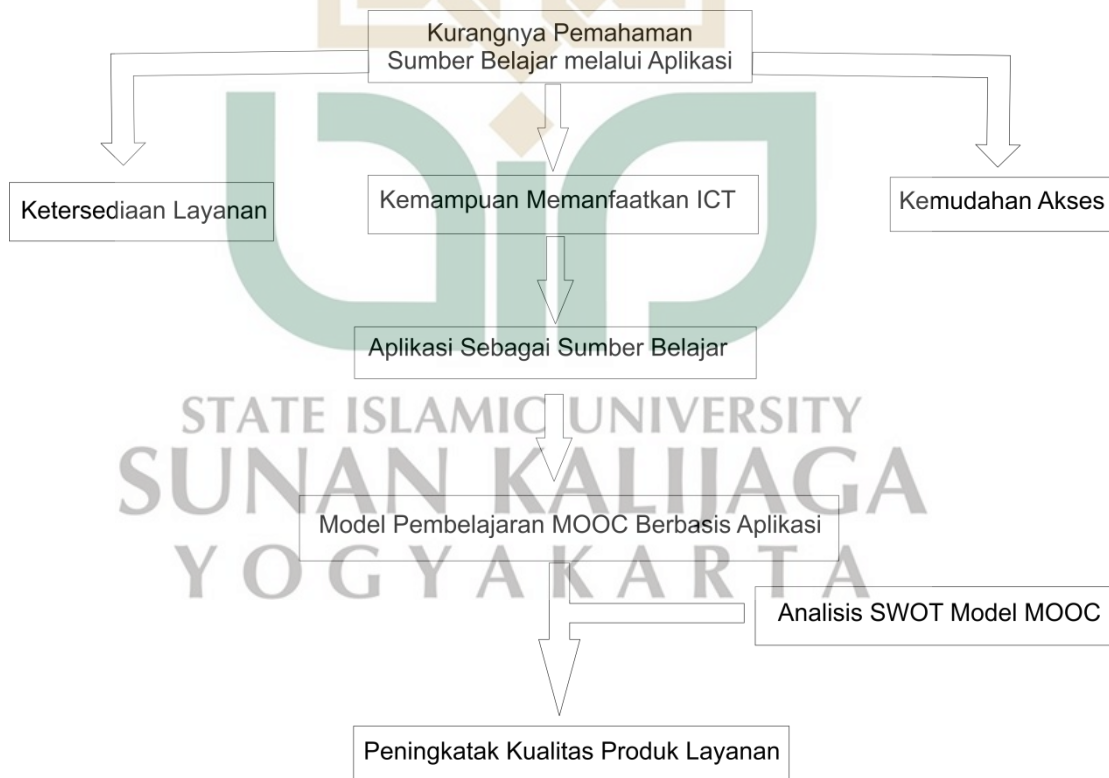 Kurangnya Pemahaman
Sumber Belajar melalui Aplikasi
Ketersediaan Layanan
Kemampuan Memanfaatkan ICT
Kemudahan Akses
Aplikasi Sebagai Sumber Belajar
STATE ISLAMIC UNIVERSITY
SUNAN KALIJAGA
Model Pembelajaran MOOC Berbasis Aplikasi
YOGYAKARTA
Analisis SWOT Model MOOC
Peningkatak Kualitas Produk Layanan